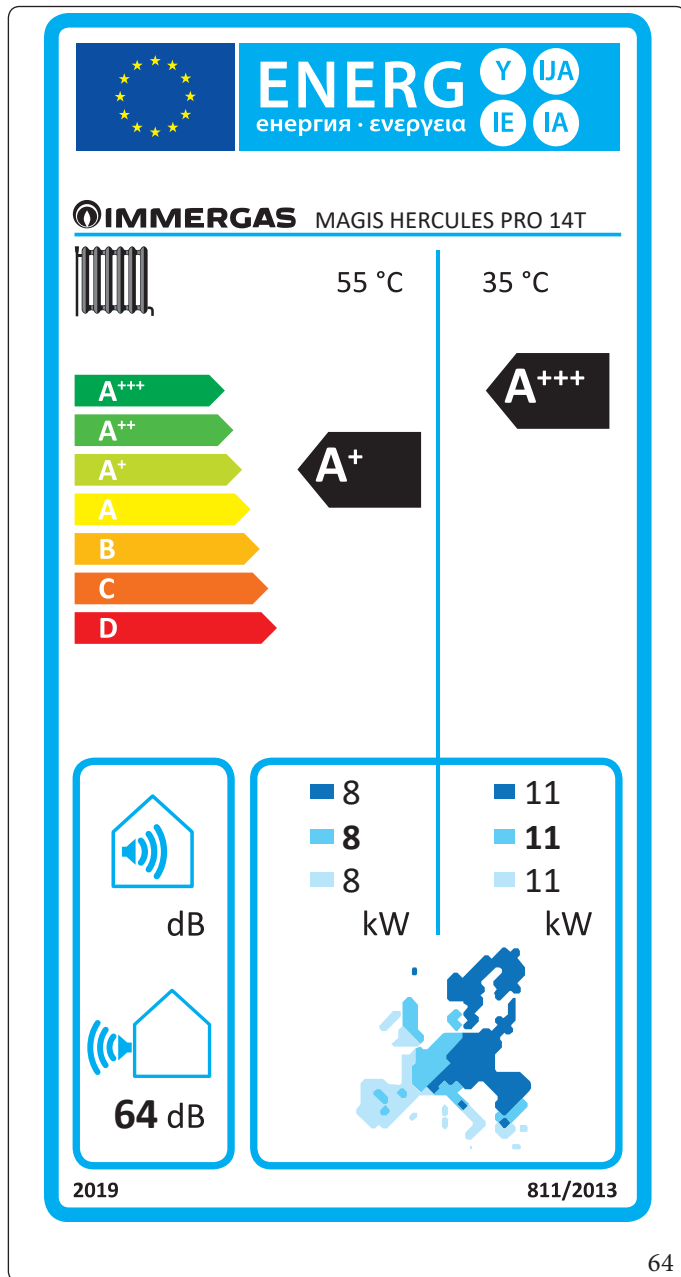 ENERG Y IJA
енергия · ενεργεια IE IA
IMMERGAS MAGIS HERCULES PRO 14T
55 °C 35 °C
A+++
A++
A+
A
B
C
D
A+
A+++
8 11
8 11
8 11
kW kW
dB
64 dB
2019 811/2013
64